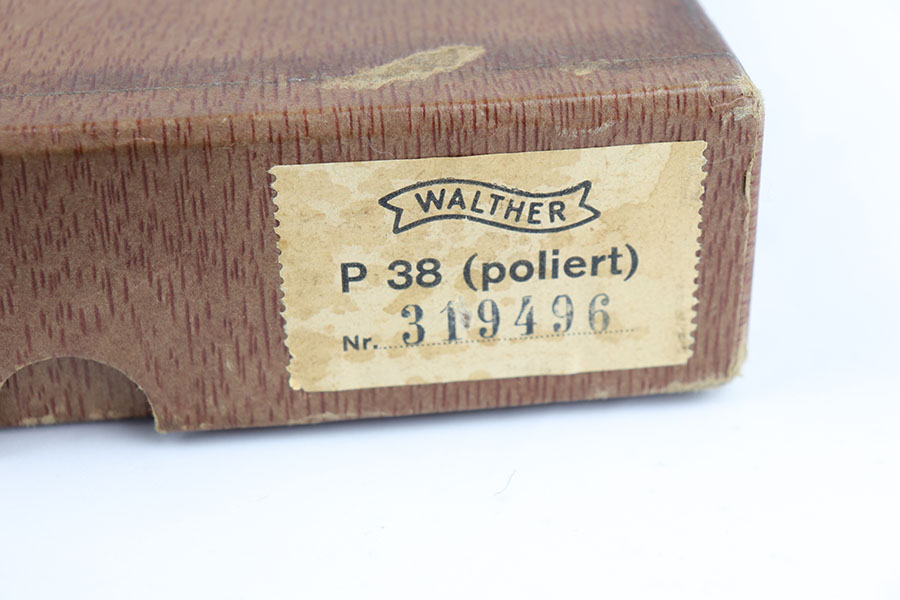 WALTHER
P 38 (poliert)
Nr. 319496